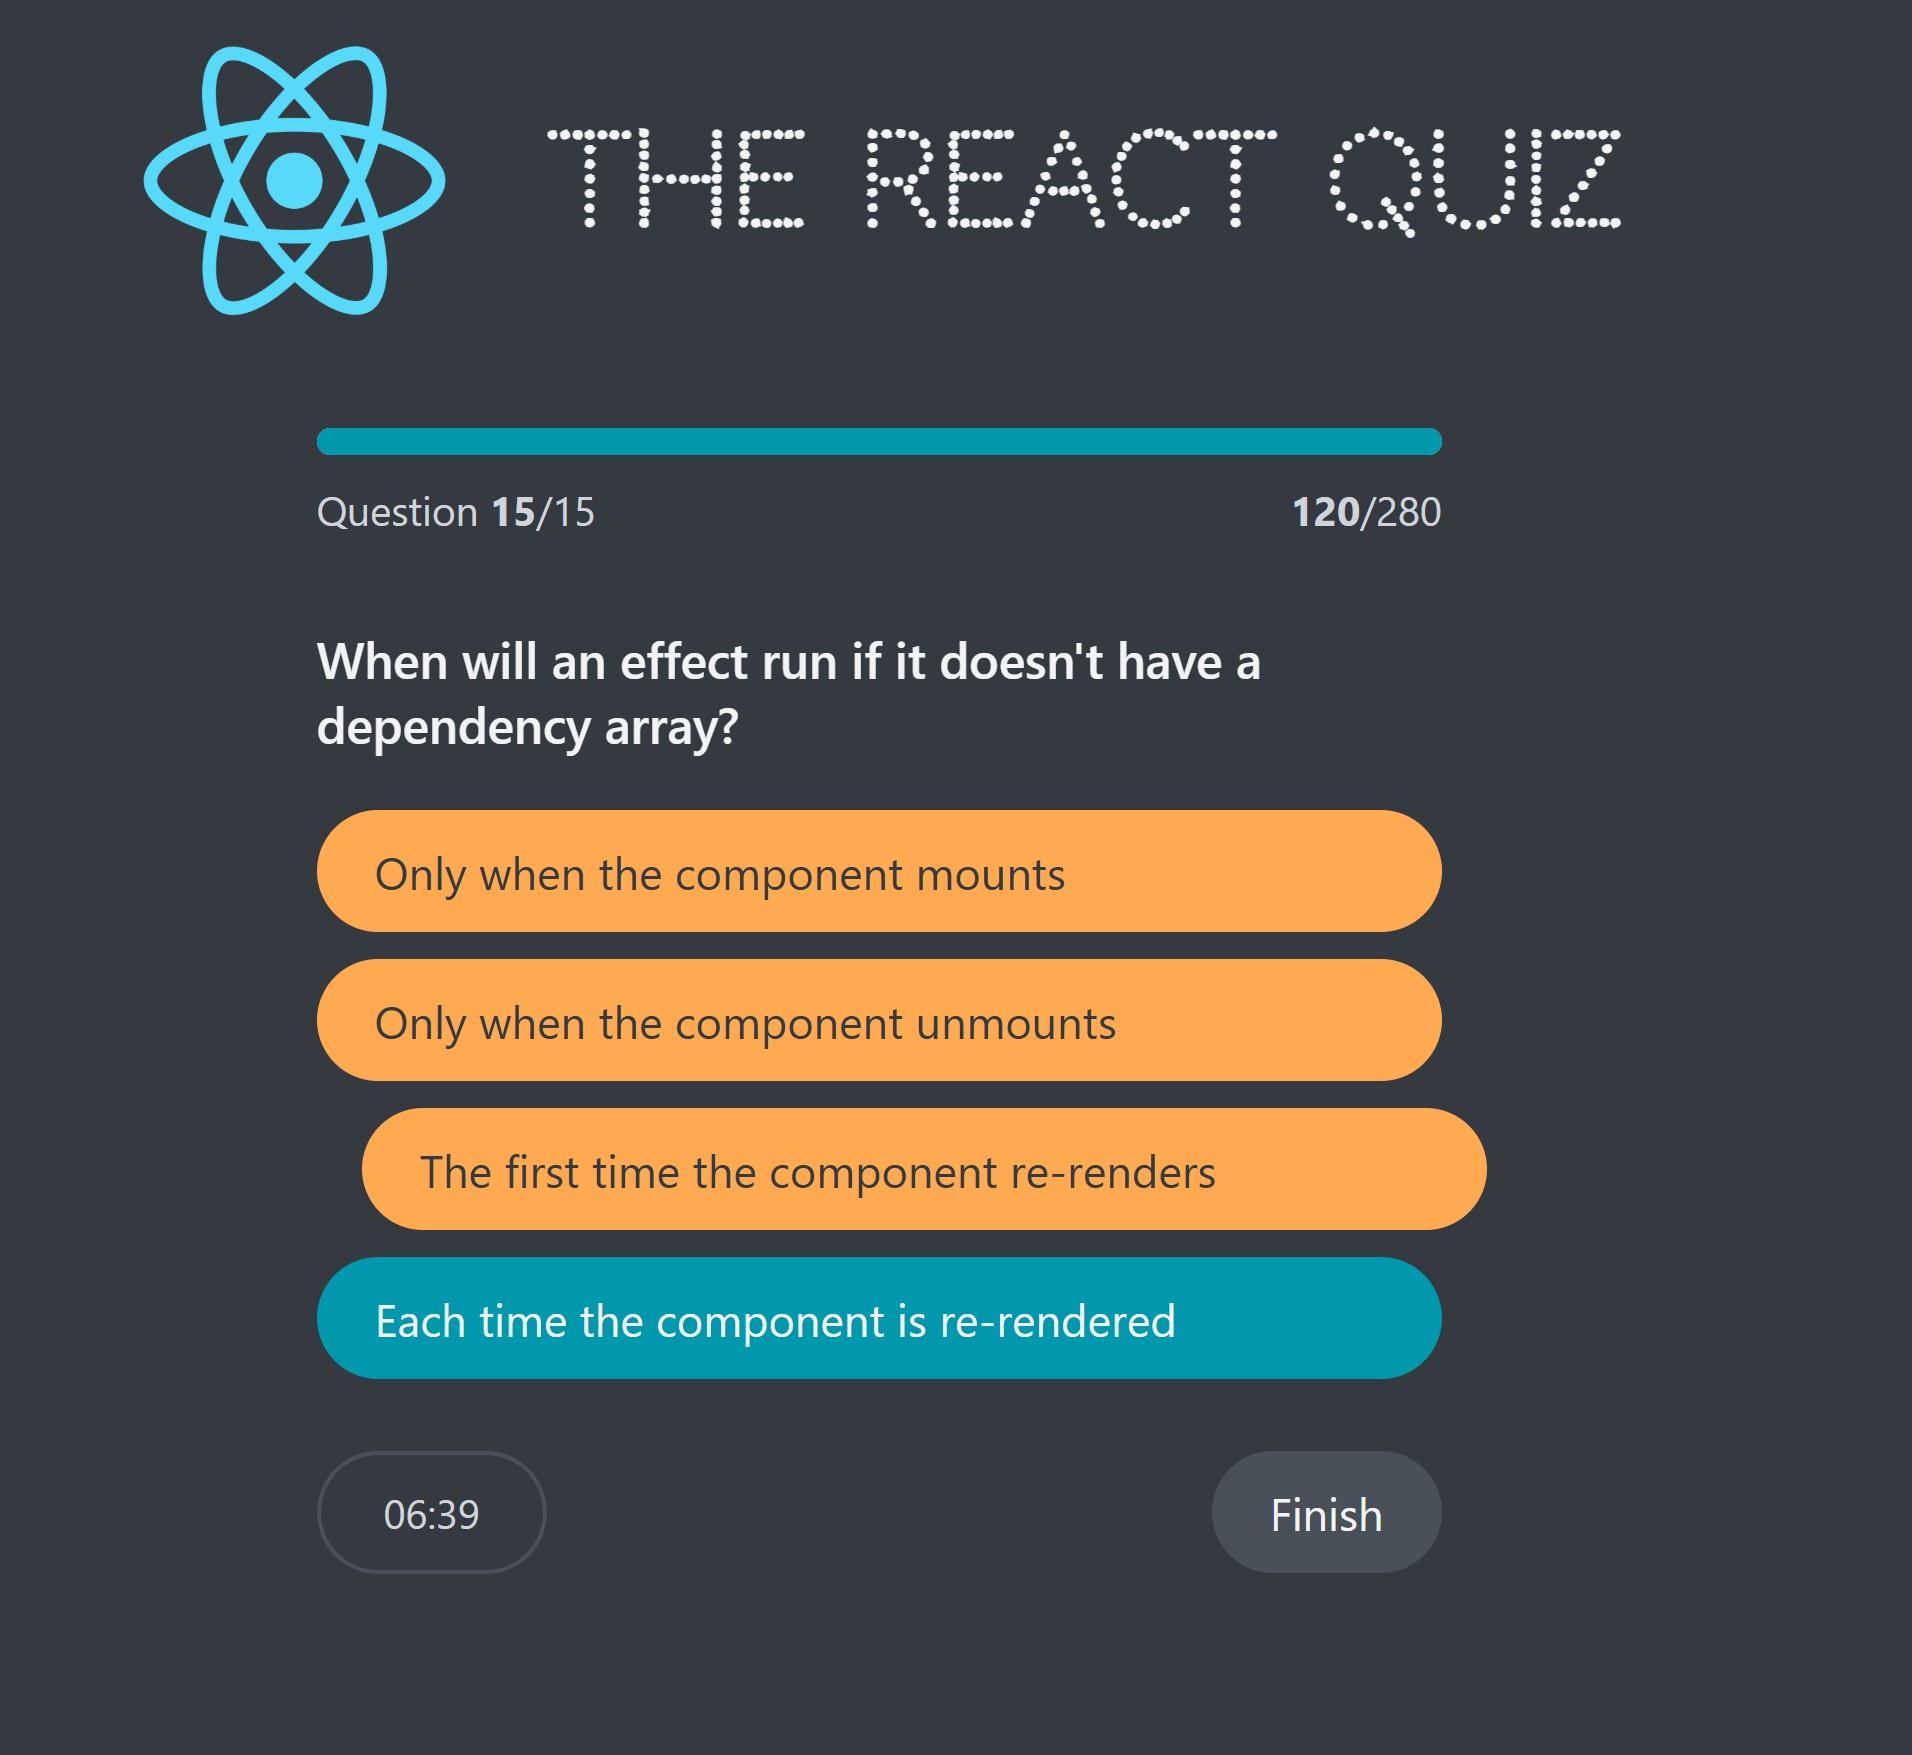 THE REACT QUIZ
Question 15/15
120/280
When will an effect run if it doesn't have a
dependency array?
Only when the component mounts
Only when the component unmounts
The first time the component re-renders
Each time the component is re-rendered
06:39
Finish